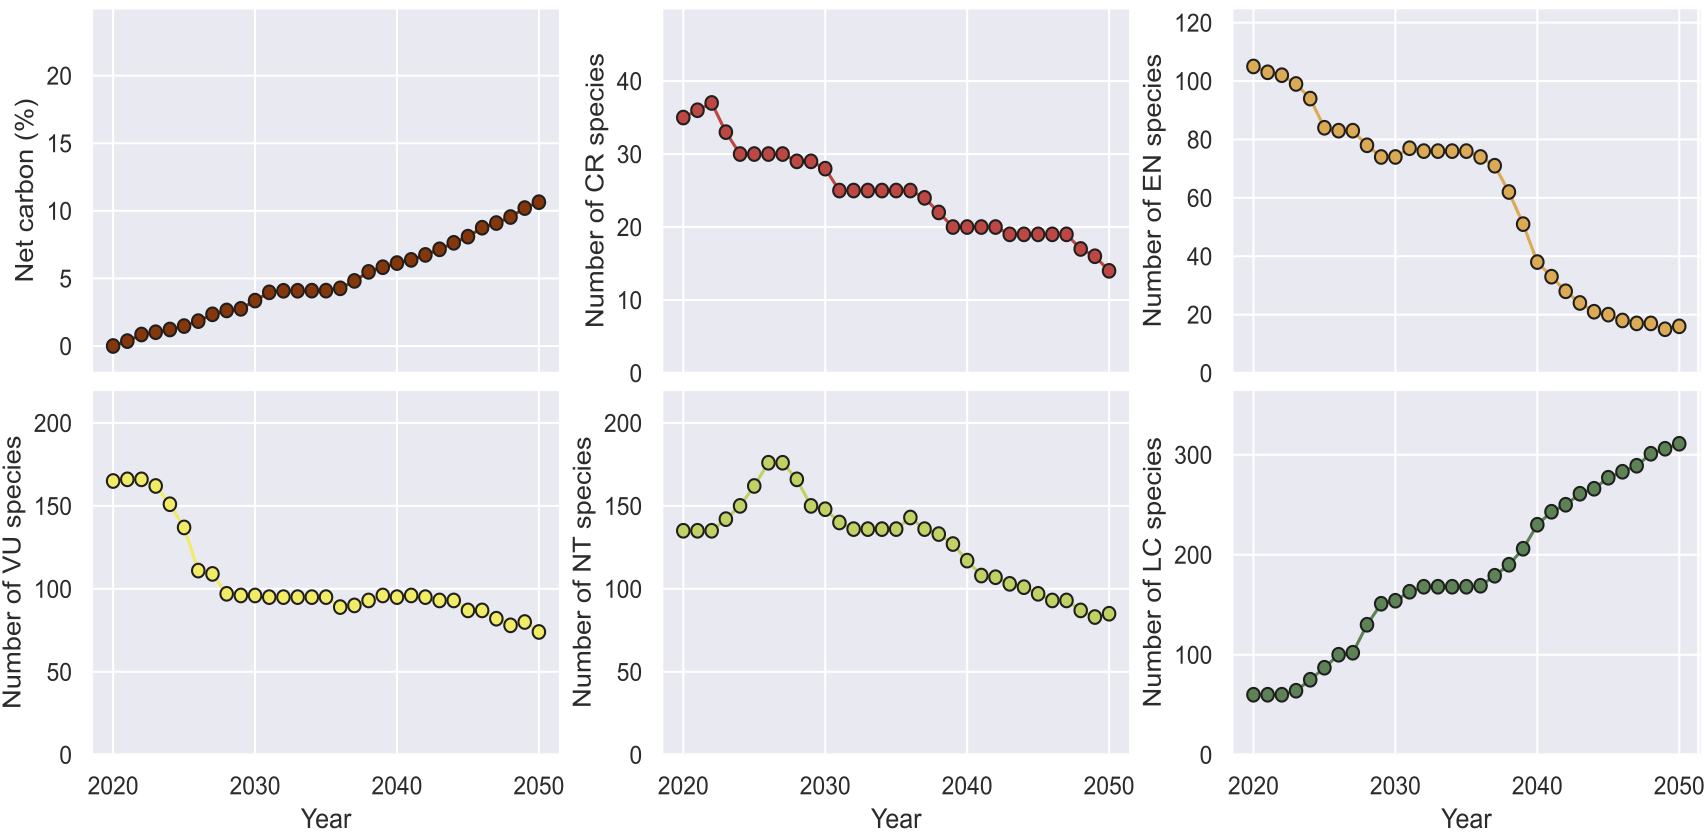 Net carbon (%)
20
15
10
5
0
Number of CR species
40
30
20
10
0
Number of EN species
120
100
80
60
40
20
0
Number of VU species
200
150
100
50
0
2020 2030 2040 2050
Year
Number of NT species
200
150
100
50
0
2020 2030 2040 2050
Year
Number of LC species
300
200
100
0
2020 2030 2040 2050
Year